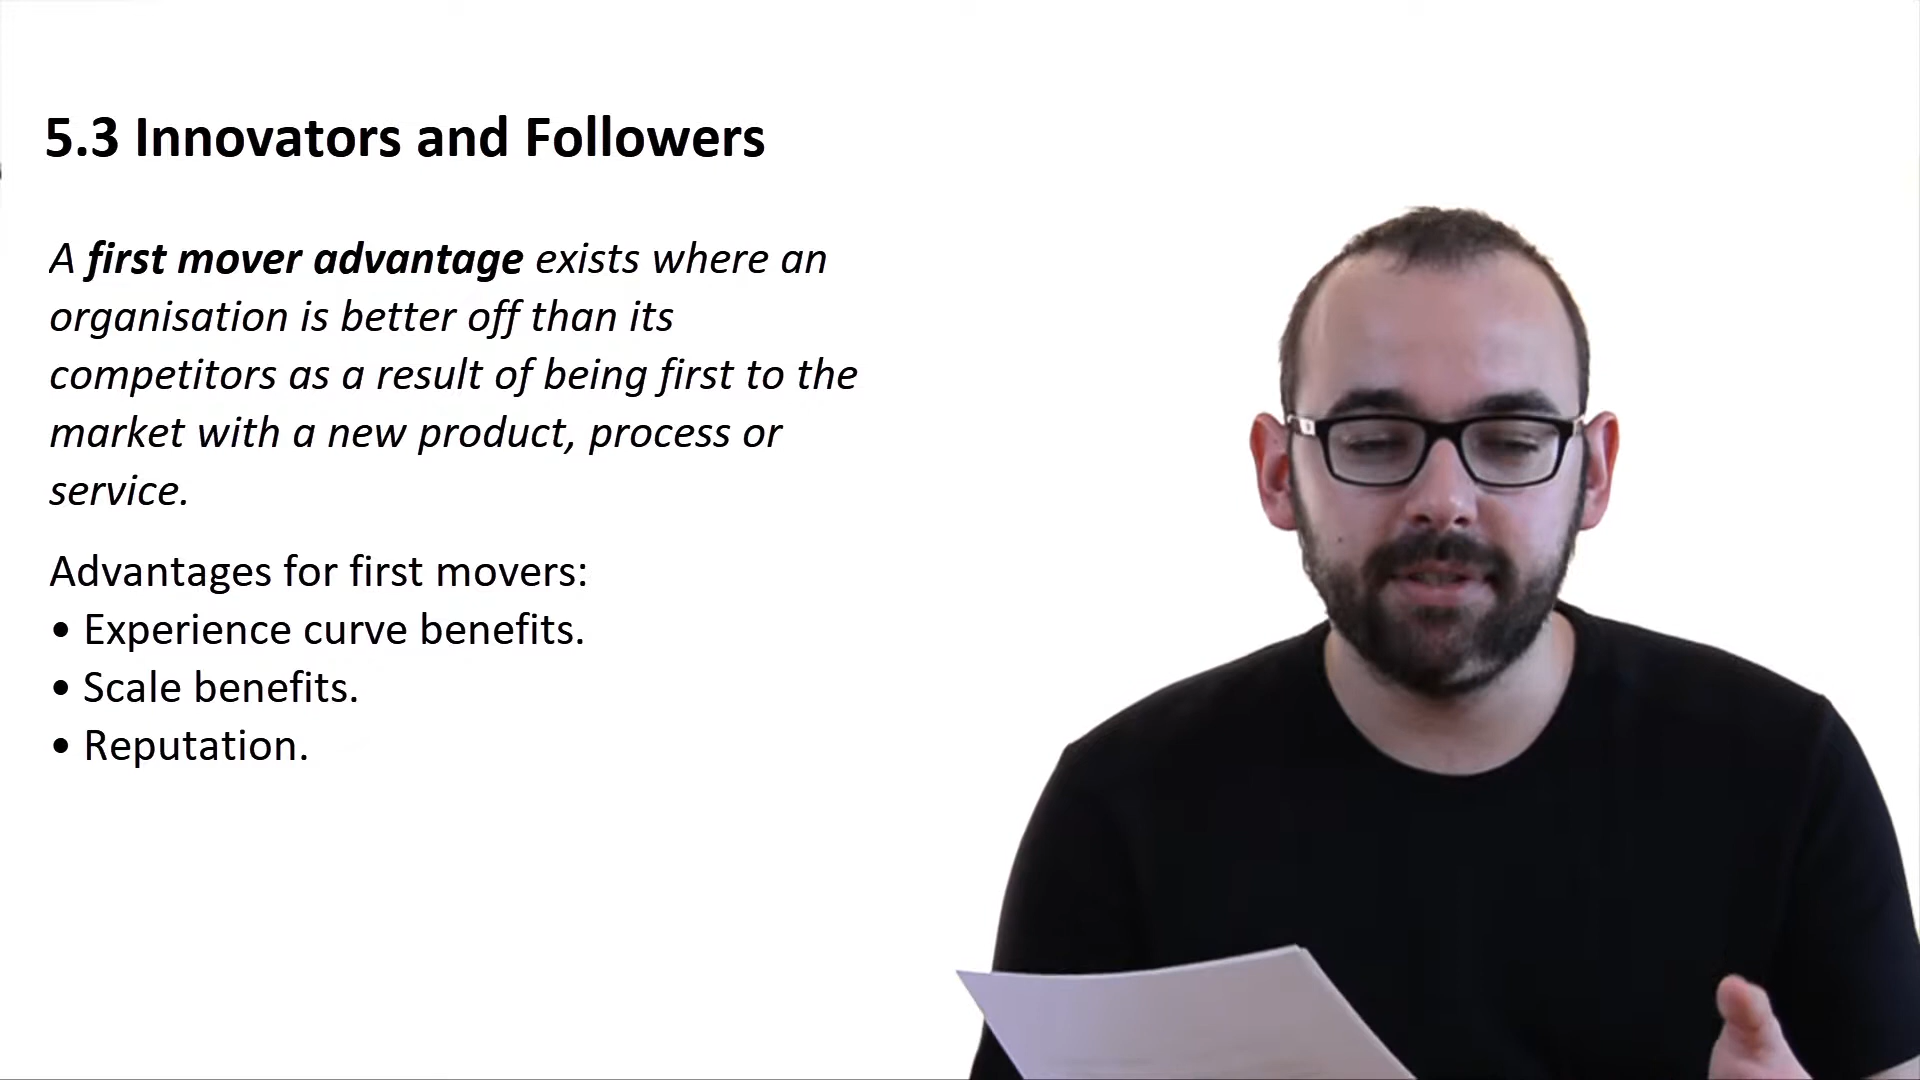 5.3 Innovators and Followers
A first mover advantage exists where an
organisation is better off than its
competitors as a result of being first to the
market with a new product, process or
service.
Advantages for first movers:
• Experience curve benefits.
• Scale benefits.
• Reputation.